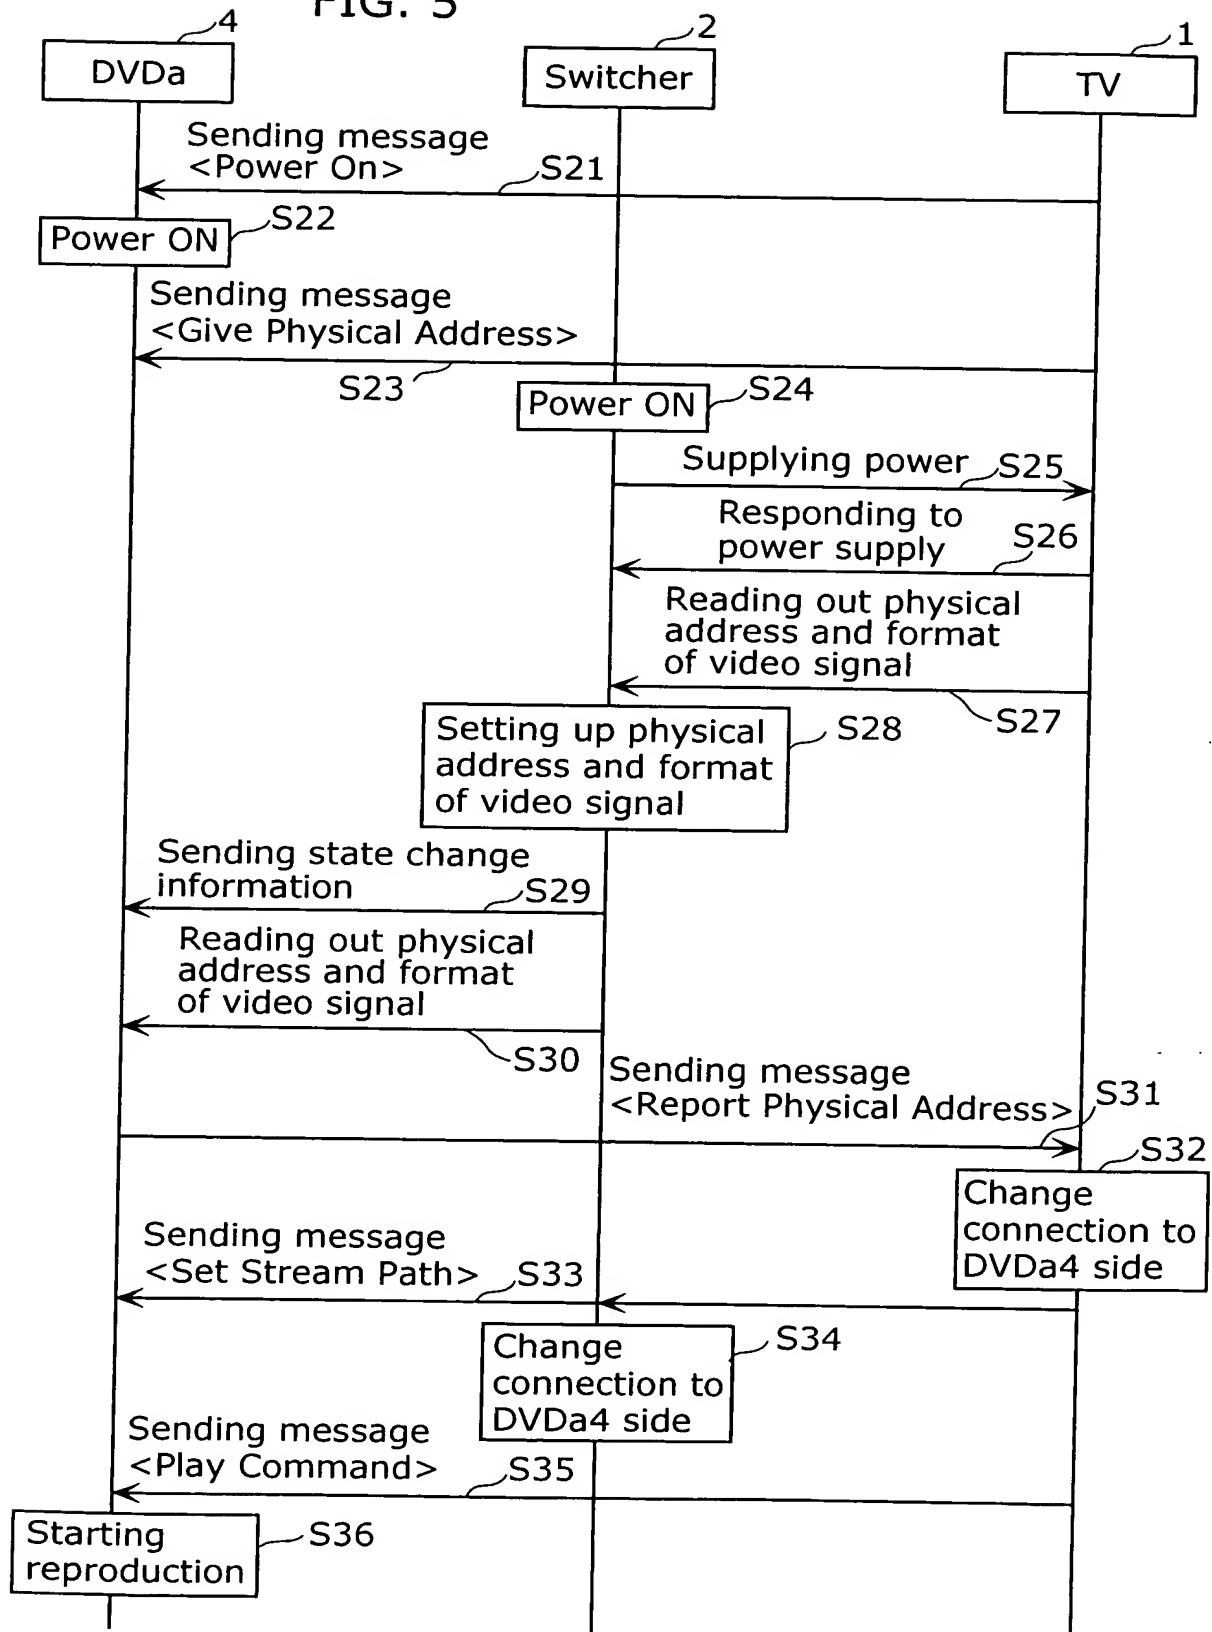 FIG. 5
4
2
1
DVDa
Switcher
TV
Sending message
<Power On>
S21
Power ON
S22
Sending message
<Give Physical Address>
S23
Power ON
S24
Supplying power
S25
Responding to
power supply
S26
Reading out physical
address and format
of video signal
S27
Setting up physical
address and format
of video signal
S28
Sending state change
information
S29
Reading out physical
address and format
of video signal
S30
Sending message
<Report Physical Address>
S31
S32
Change
connection to
DVDa4 side
Sending message
<Set Stream Path>
S33
Change
connection to
DVDa4 side
S34
Sending message
<Play Command>
S35
Starting
reproduction
S36